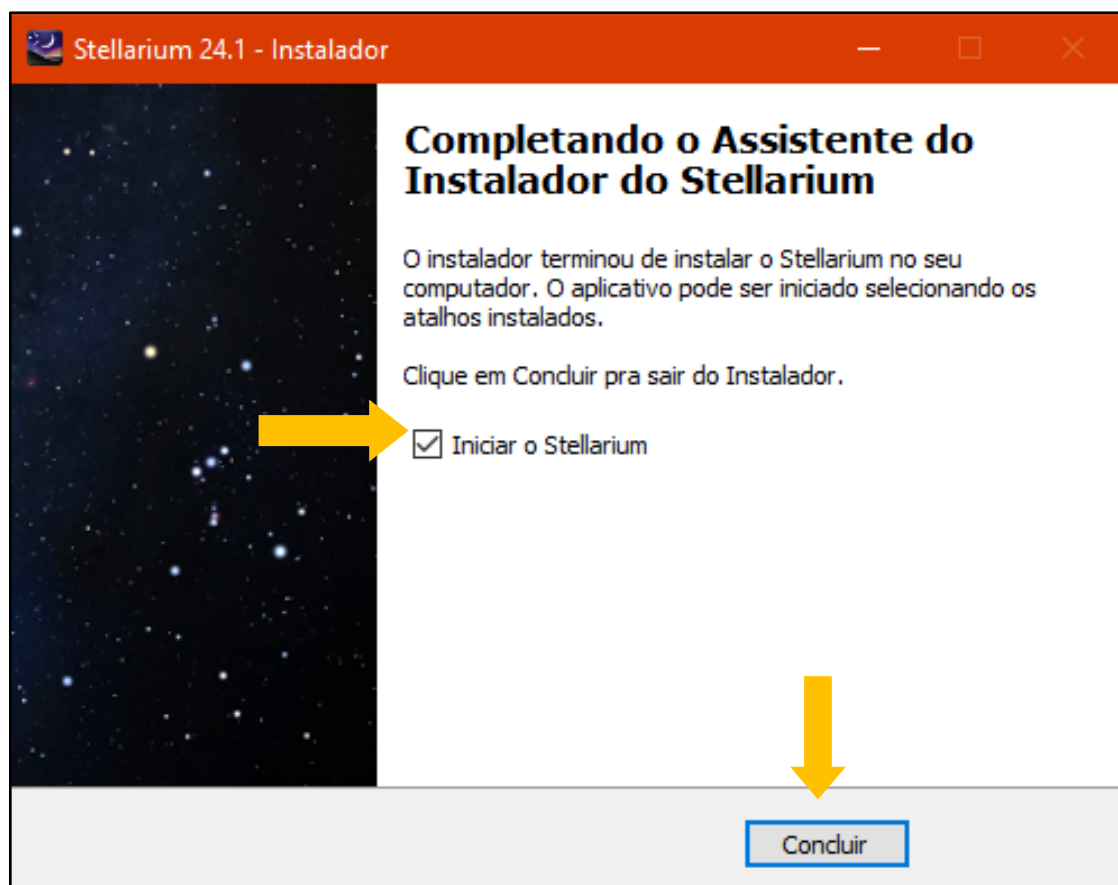 Stellarium 24.1 - Instalador
Completando o Assistente do
Instalador do Stellarium
O instalador terminou de instalar o Stellarium no seu
computador. O aplicativo pode ser iniciado selecionando os
atalhos instalados.
Clique em Concluir pra sair do Instalador.
Iniciar o Stellarium
Concluir